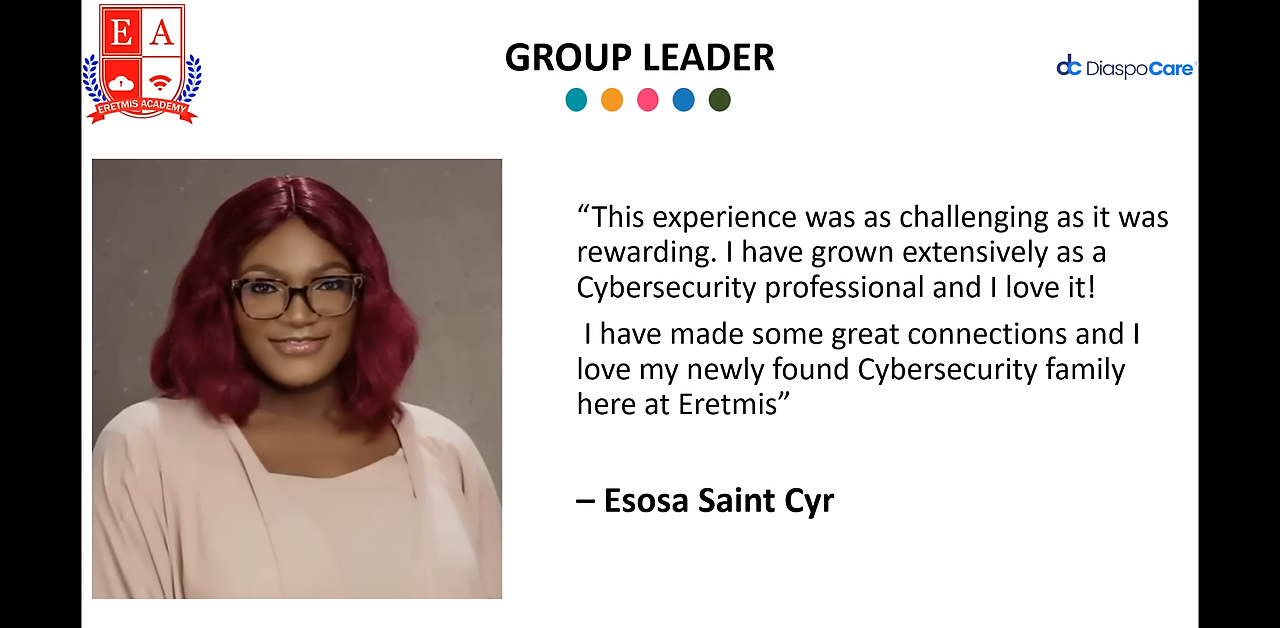 E A
ERETMIS ACADEMY
GROUP LEADER
dc DiaspoCare
“This experience was as challenging as it was
rewarding. I have grown extensively as a
Cybersecurity professional and I love it!
I have made some great connections and I
love my newly found Cybersecurity family
here at Eretmis”
– Esosa Saint Cyr